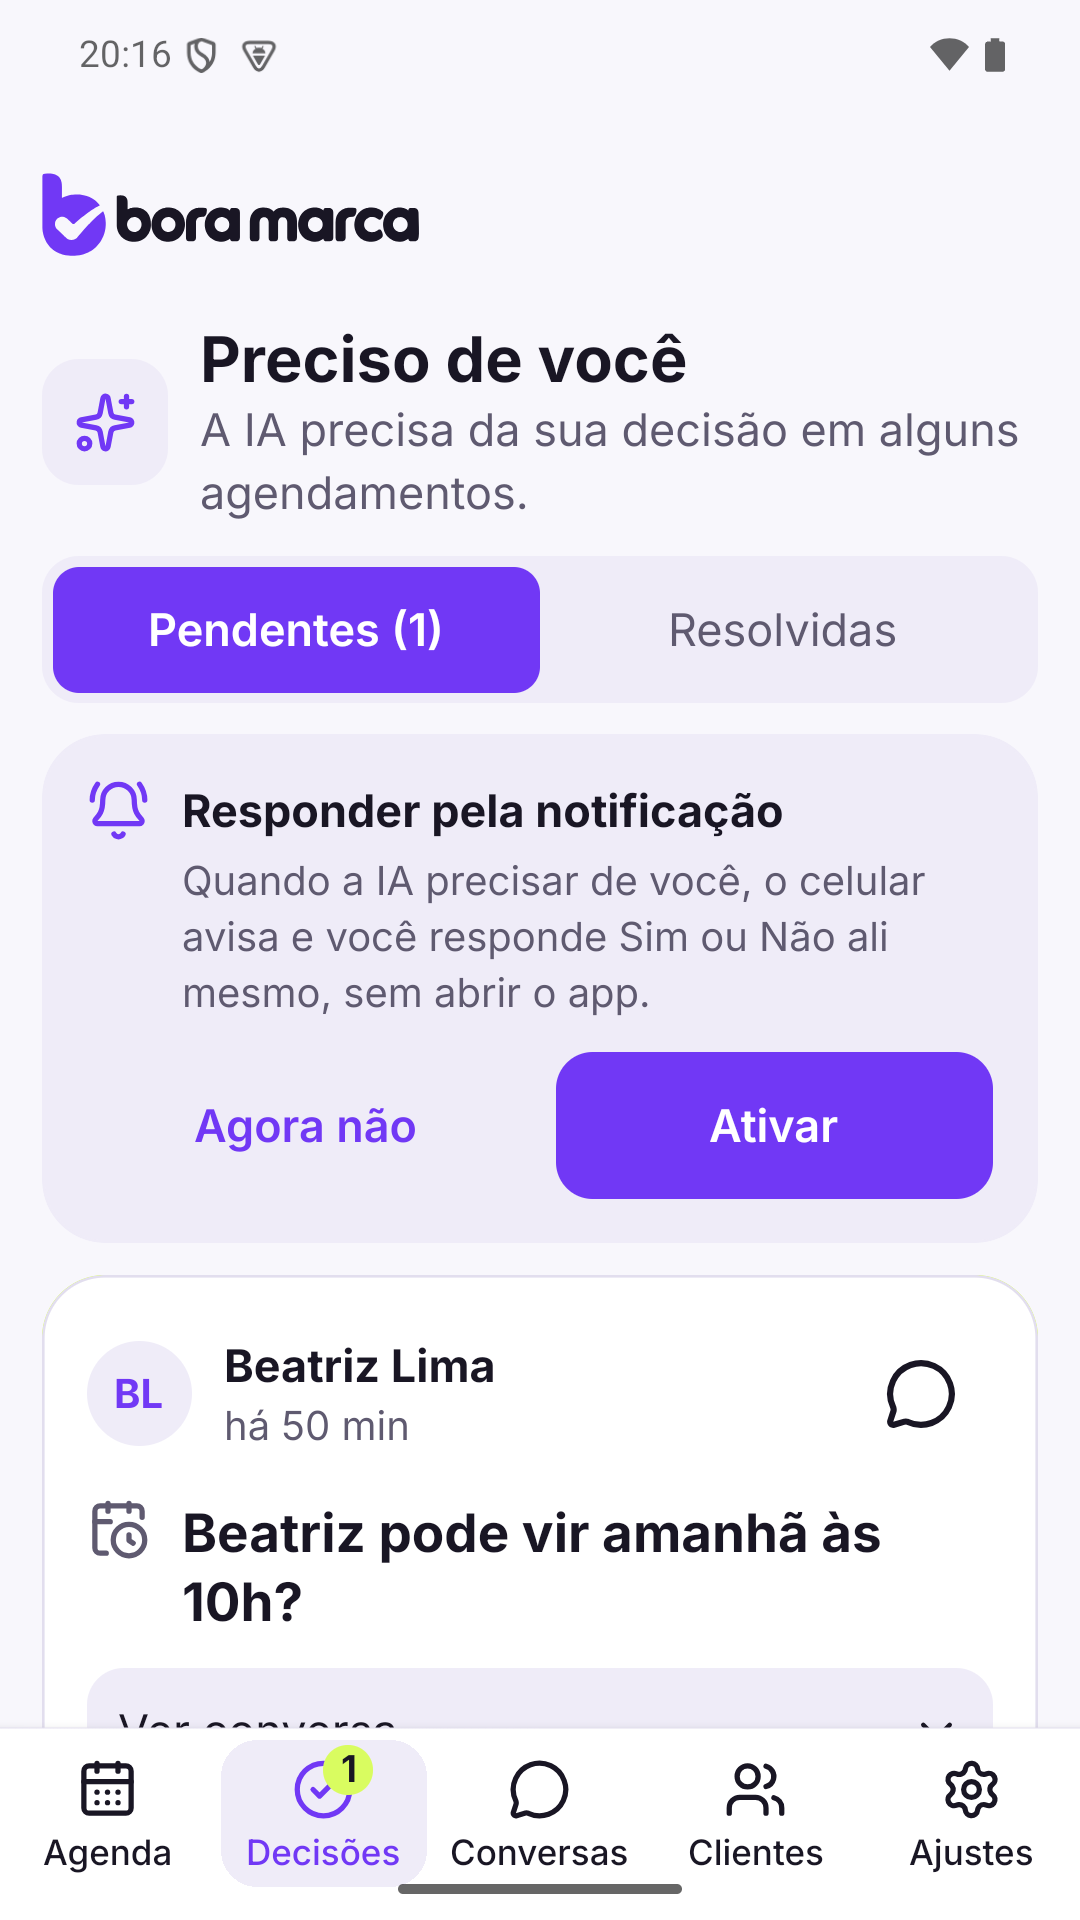 20:16
bora marca
Preciso de você
A IA precisa da sua decisão em alguns
agendamentos.
Pendentes (1)
Resolvidas
Responder pela notificação
Quando a IA precisar de você, o celular
avisa e você responde Sim ou Não ali
mesmo, sem abrir o app.
Agora não
Ativar
Beatriz Lima
BL
há 50 min
Beatriz pode vir amanhã às
10h?
Ver conversa
1
Agenda
Decisões
Conversas
Clientes
Ajustes